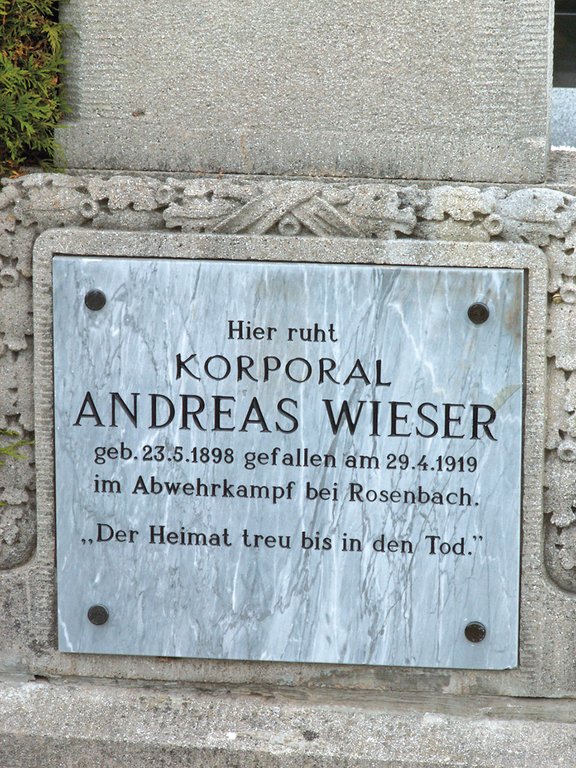 Hier ruht
KORPORAL
ANDREAS WIESER
geb. 23.5.1898 gefallen am 29.4.1919
im Abwehrkampf bei Rosenbach.
„Der Heimat treu bis in den Tod.”